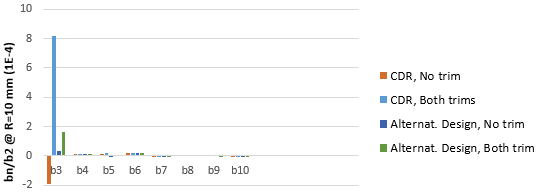 10
8
6
4
2
0
-2
bn/b2 @ R=10 mm (1E-4)
b3 b4 b5 b6 b7 b8 b9 b10
CDR, No trim
CDR, Both trims
Alternat. Design, No trim
Alternat. Design, Both trim